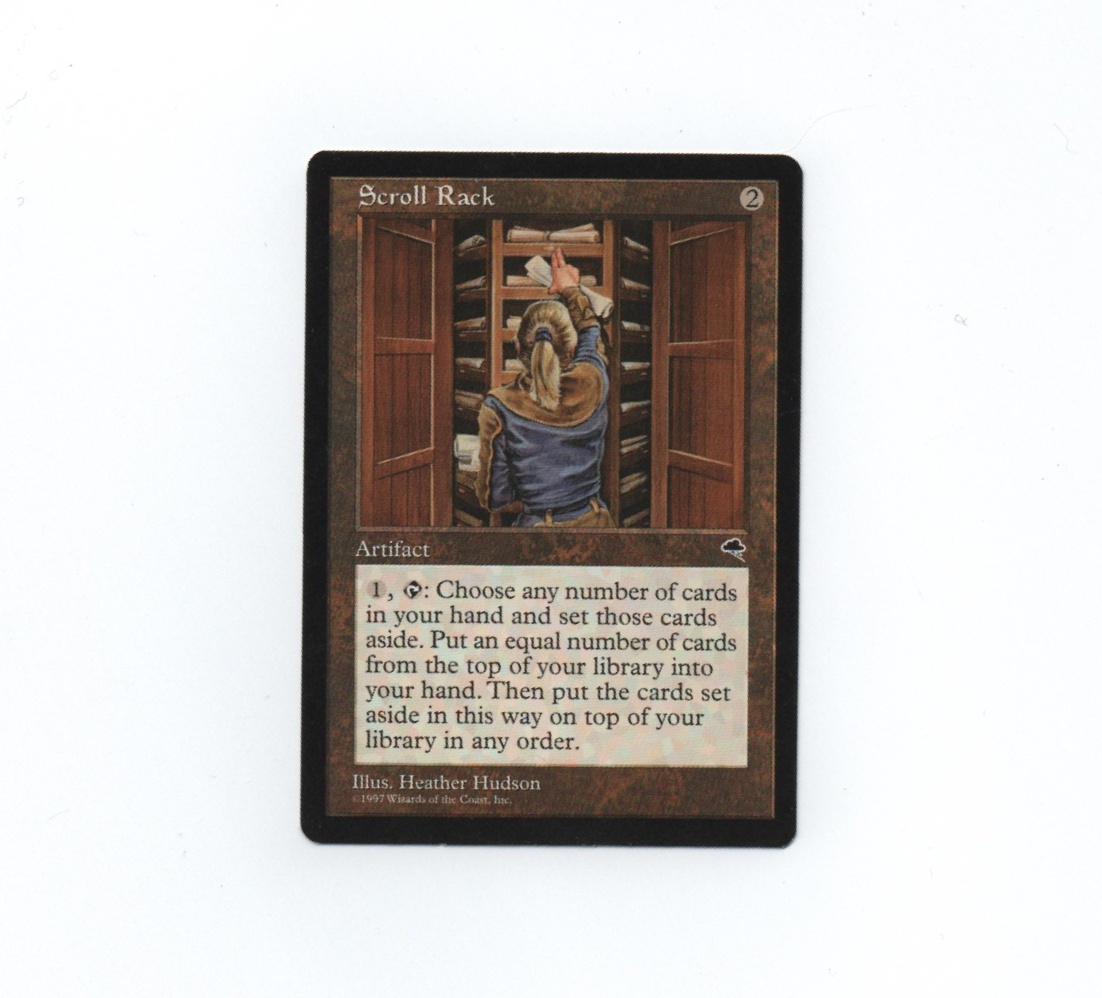 Scroll Rack 2
Artifact
1, : Choose any number of cards
in your hand and set those cards
aside. Put an equal number of cards
from the top of your library into
your hand. Then put the cards set
aside in this way on top of your
library in any order.
Illus. Heather Hudson
©1997 Wizards of the Coast, Inc.